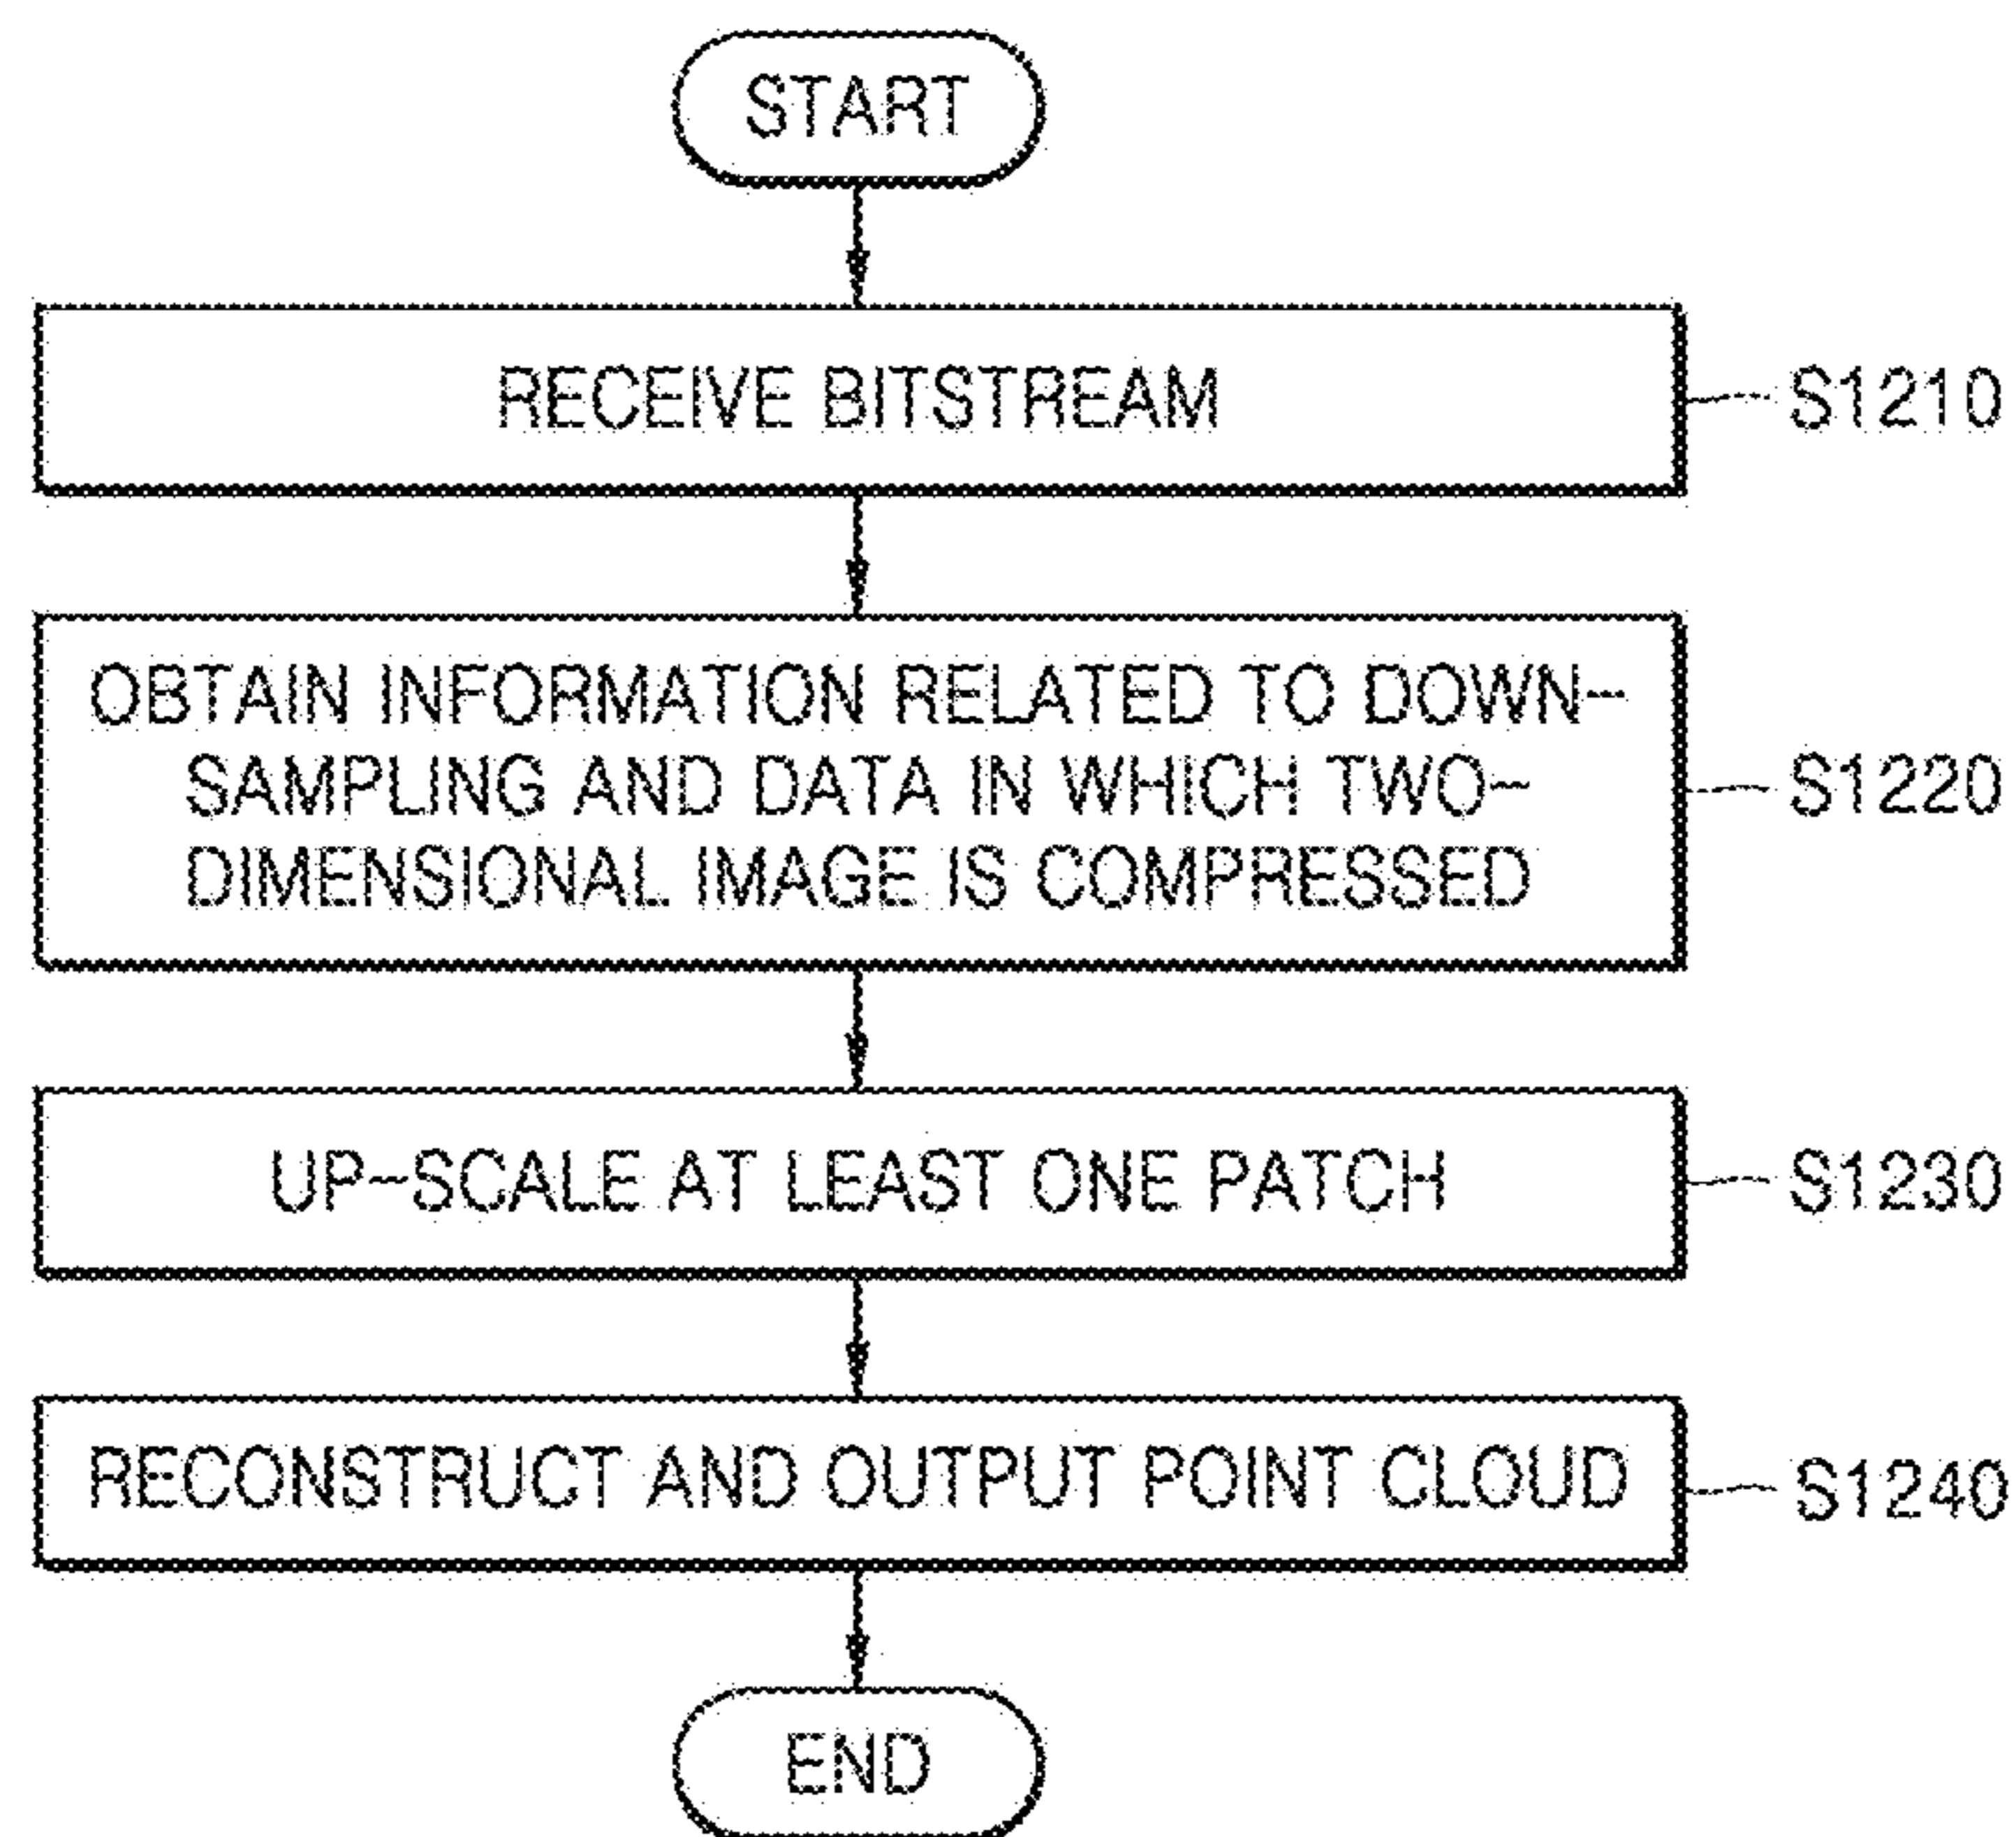 START
RECEIVE BITSTREAM
S1210
OBTAIN INFORMATION RELATED TO DOWN-
SAMPLING AND DATA IN WHICH TWO-
DIMENSIONAL IMAGE IS COMPRESSED
S1220
UP-SCALE AT LEAST ONE PATCH
S1230
RECONSTRUCT AND OUTPUT POINT CLOUD
S1240
END